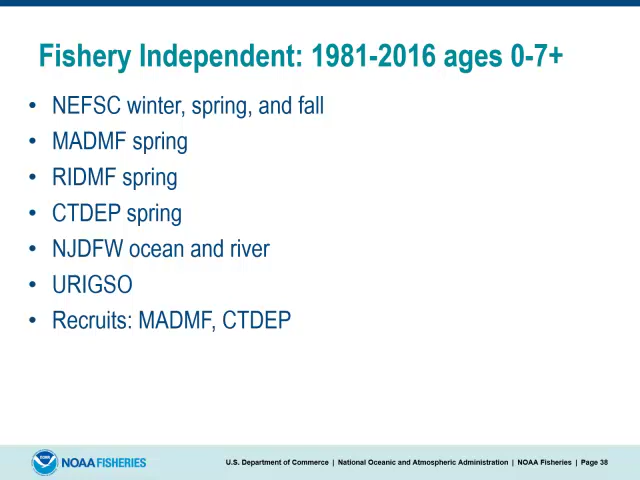 Fishery Independent: 1981-2016 ages 0-7+
• NEFSC winter, spring, and fall
• MADMF spring
• RIDMF spring
• CTDEP spring
• NJDFW ocean and river
• URIGSO
• Recruits: MADMF, CTDEP
NOAA
NOAA FISHERIES
U.S. Department of Commerce | National Oceanic and Atmospheric Administration | NOAA Fisheries | Page 38